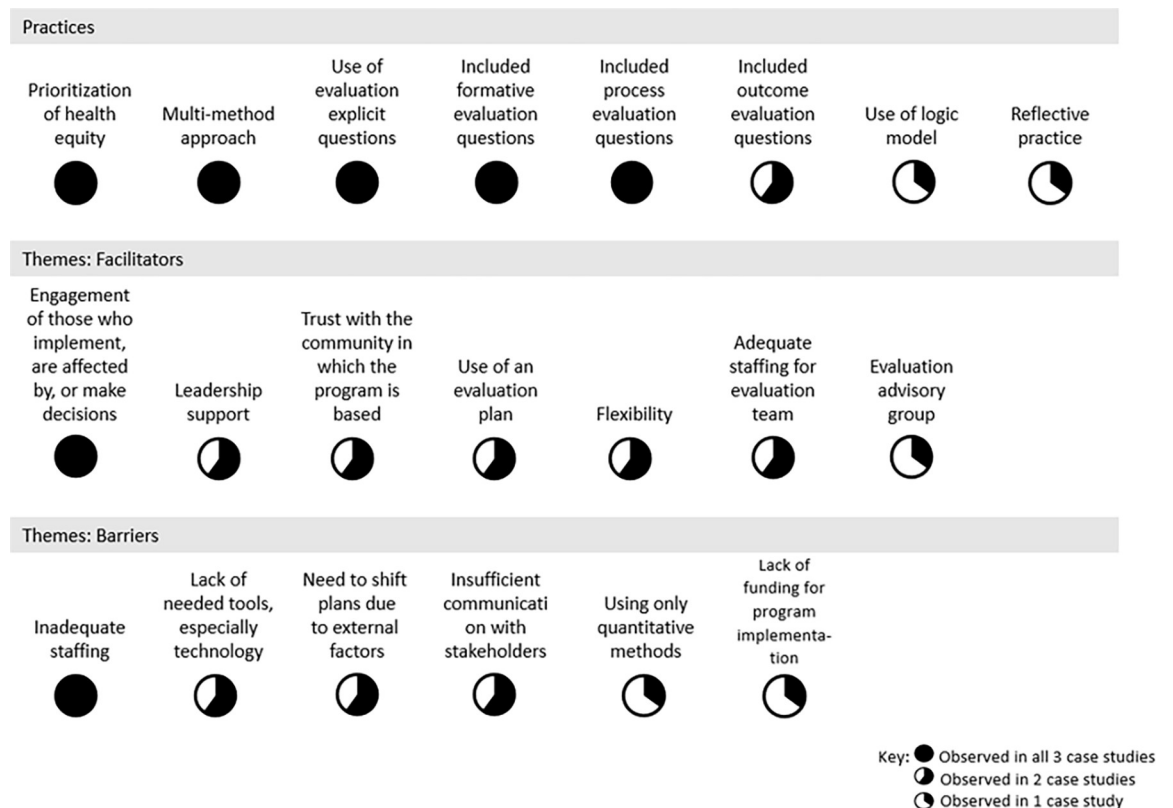 Practices
Prioritization
of health
equity
Multi-method
approach
Use of
evaluation
explicit
questions
Included
formative
evaluation
questions
Included
process
evaluation
questions
Included
outcome
evaluation
questions
Use of logic
model
Reflective
practice
Themes: Facilitators
Engagement
of those who
implement,
are affected
by, or make
decisions
Leadership
support
Trust with the
community in
which the
program is
based
Use of an
evaluation
plan
Flexibility
Adequate
staffing for
evaluation
team
Evaluation
advisory
group
Themes: Barriers
Inadequate
staffing
Lack of
needed tools,
especially
technology
Need to shift
plans due
to external
factors
Insufficient
communicati
on with
stakeholders
Using only
quantitative
methods
Lack of
funding for
program
implementa-
tion
Key: Observed in all 3 case studies
Observed in 2 case studies
Observed in 1 case study